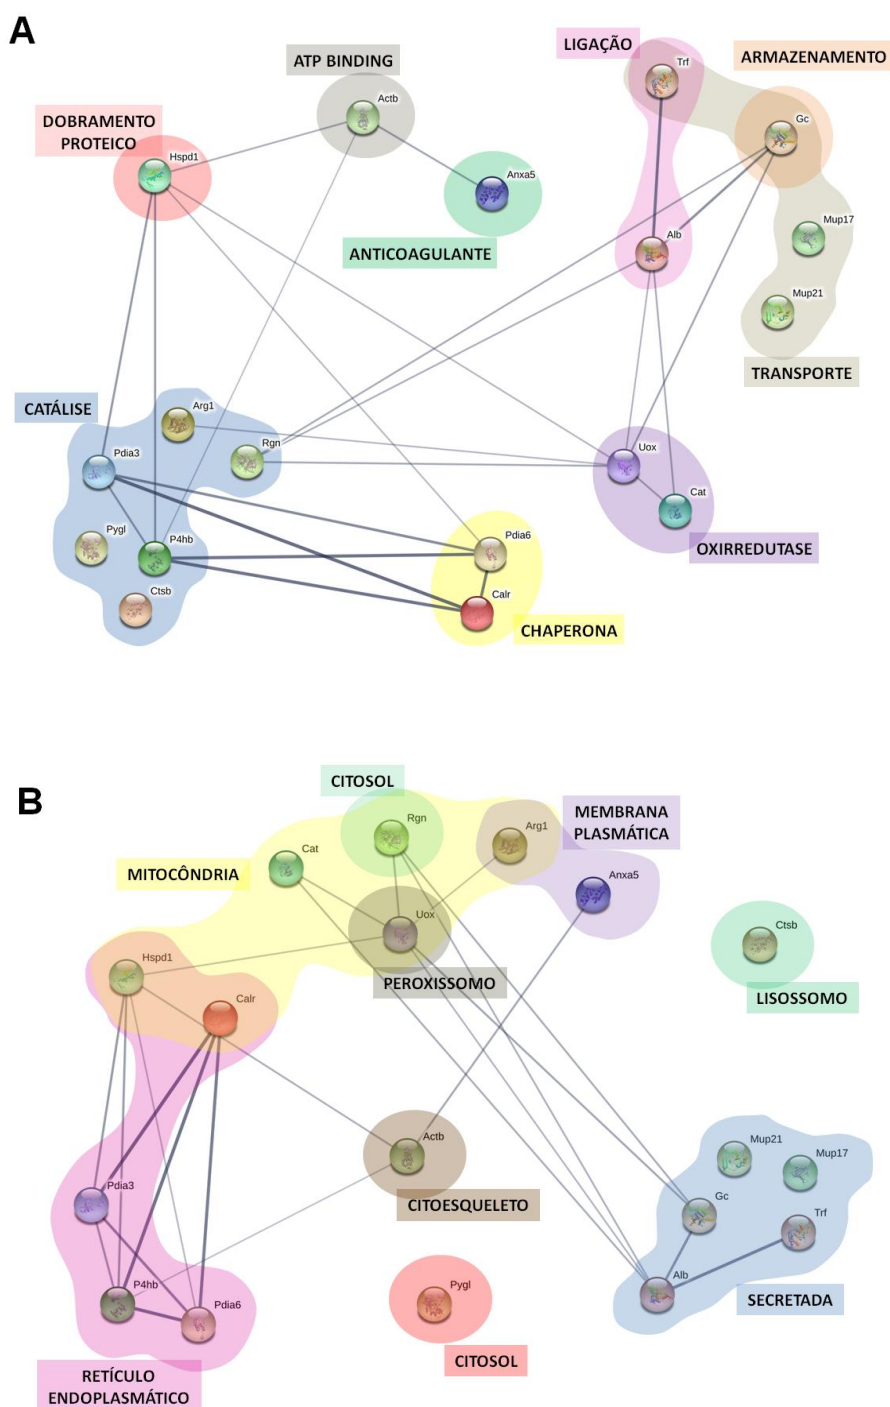 A
LIGAÇÃO
ATP BINDING
Trf
ARMAZENAMENTO
Actb
DOBRAMENTO
PROTEICO
Gc
Hspd1
Anxa5
Mup17
ANTICOAGULANTE
Alb
Mup21
TRANSPORTE
CATÁLISE
Arg1
Rgn
Uox
Pdia3
Cat
Pygl
P4hb
Pdia6
OXIRREDUTASE
Ctsb
Calr
CHAPERONA
B
CITOSOL
MEMBRANA
PLASMÁTICA
Rgn
Arg1
Cat
MITOCÔNDRIA
Anxa5
Uox
Ctsb
Hspd1
PEROXISSOMO
LISOSSOMO
Calr
Actb
Mup21
Mup17
Pdia3
Gc
CITOESQUELETO
Trf
P4hb
Pygl
Alb
Pdia6
SECRETADA
CITOSOL
RETÍCULO
ENDOPLASMÁTICO